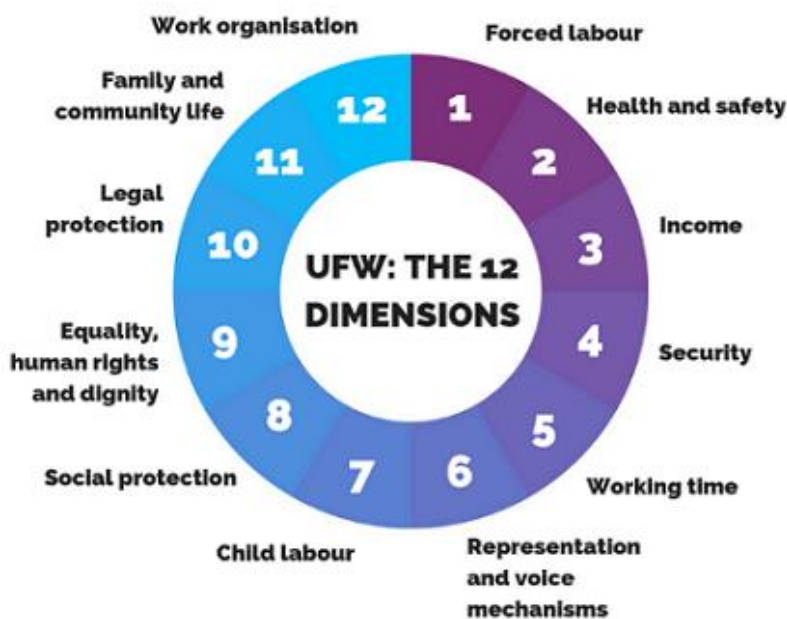 UFW: THE 12
DIMENSIONS
1
Forced labour
2
Health and safety
3
Income
4
Security
5
Working time
6
Representation
and voice
mechanisms
7
Child labour
8
Social protection
9
Equality,
human rights
and dignity
10
Legal
protection
11
Family and
community life
12
Work organisation